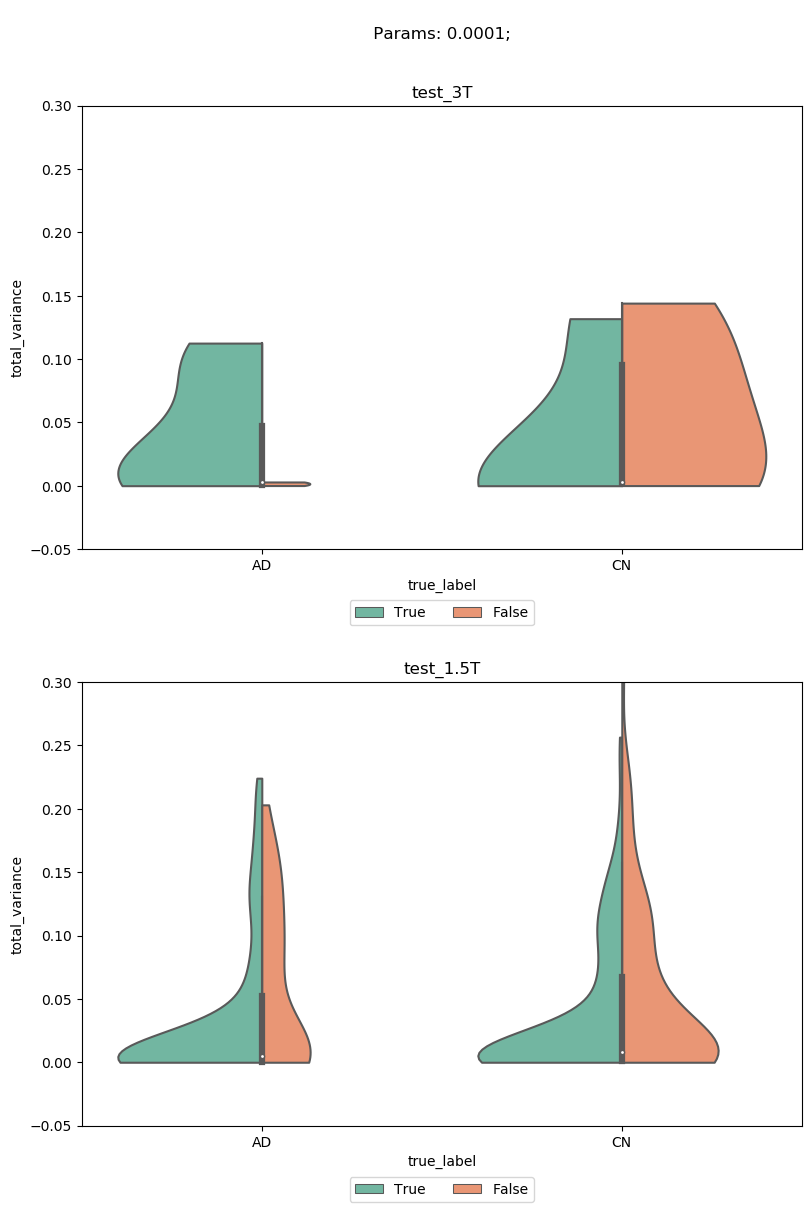 Params: 0.0001;
test_3T
0.30
0.25
0.20
0.15
0.10
0.05
0.00
−0.05
total_variance
AD CN
true_label
True False
test_1.5T
0.30
0.25
0.20
0.15
0.10
0.05
0.00
−0.05
total_variance
AD CN
true_label
True False